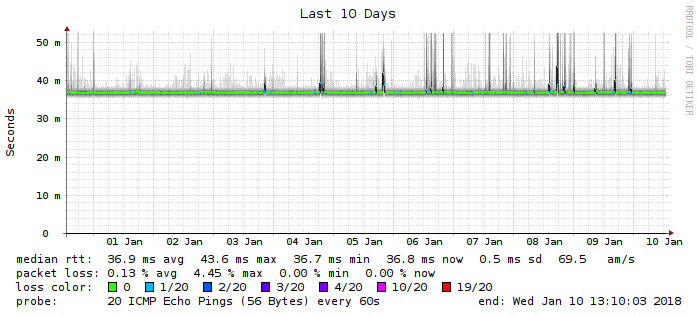 Last 10 Days
RRDTOOL / TOBI OETIKER
Seconds
50 m
40 m
30 m
20 m
10 m
0
01 Jan 02 Jan 03 Jan 04 Jan 05 Jan 06 Jan 07 Jan 08 Jan 09 Jan 10 Jan
median rtt: 36.9 ms avg 43.6 ms max 36.7 ms min 36.8 ms now 0.5 ms sd 69.5 am/s
packet loss: 0.13 % avg 4.45 % max 0.00 % min 0.00 % now
loss color: 0 1/20 2/20 3/20 4/20 10/20 19/20
probe: 20 ICMP Echo Pings (56 Bytes) every 60s end: Wed Jan 10 13:10:03 2018